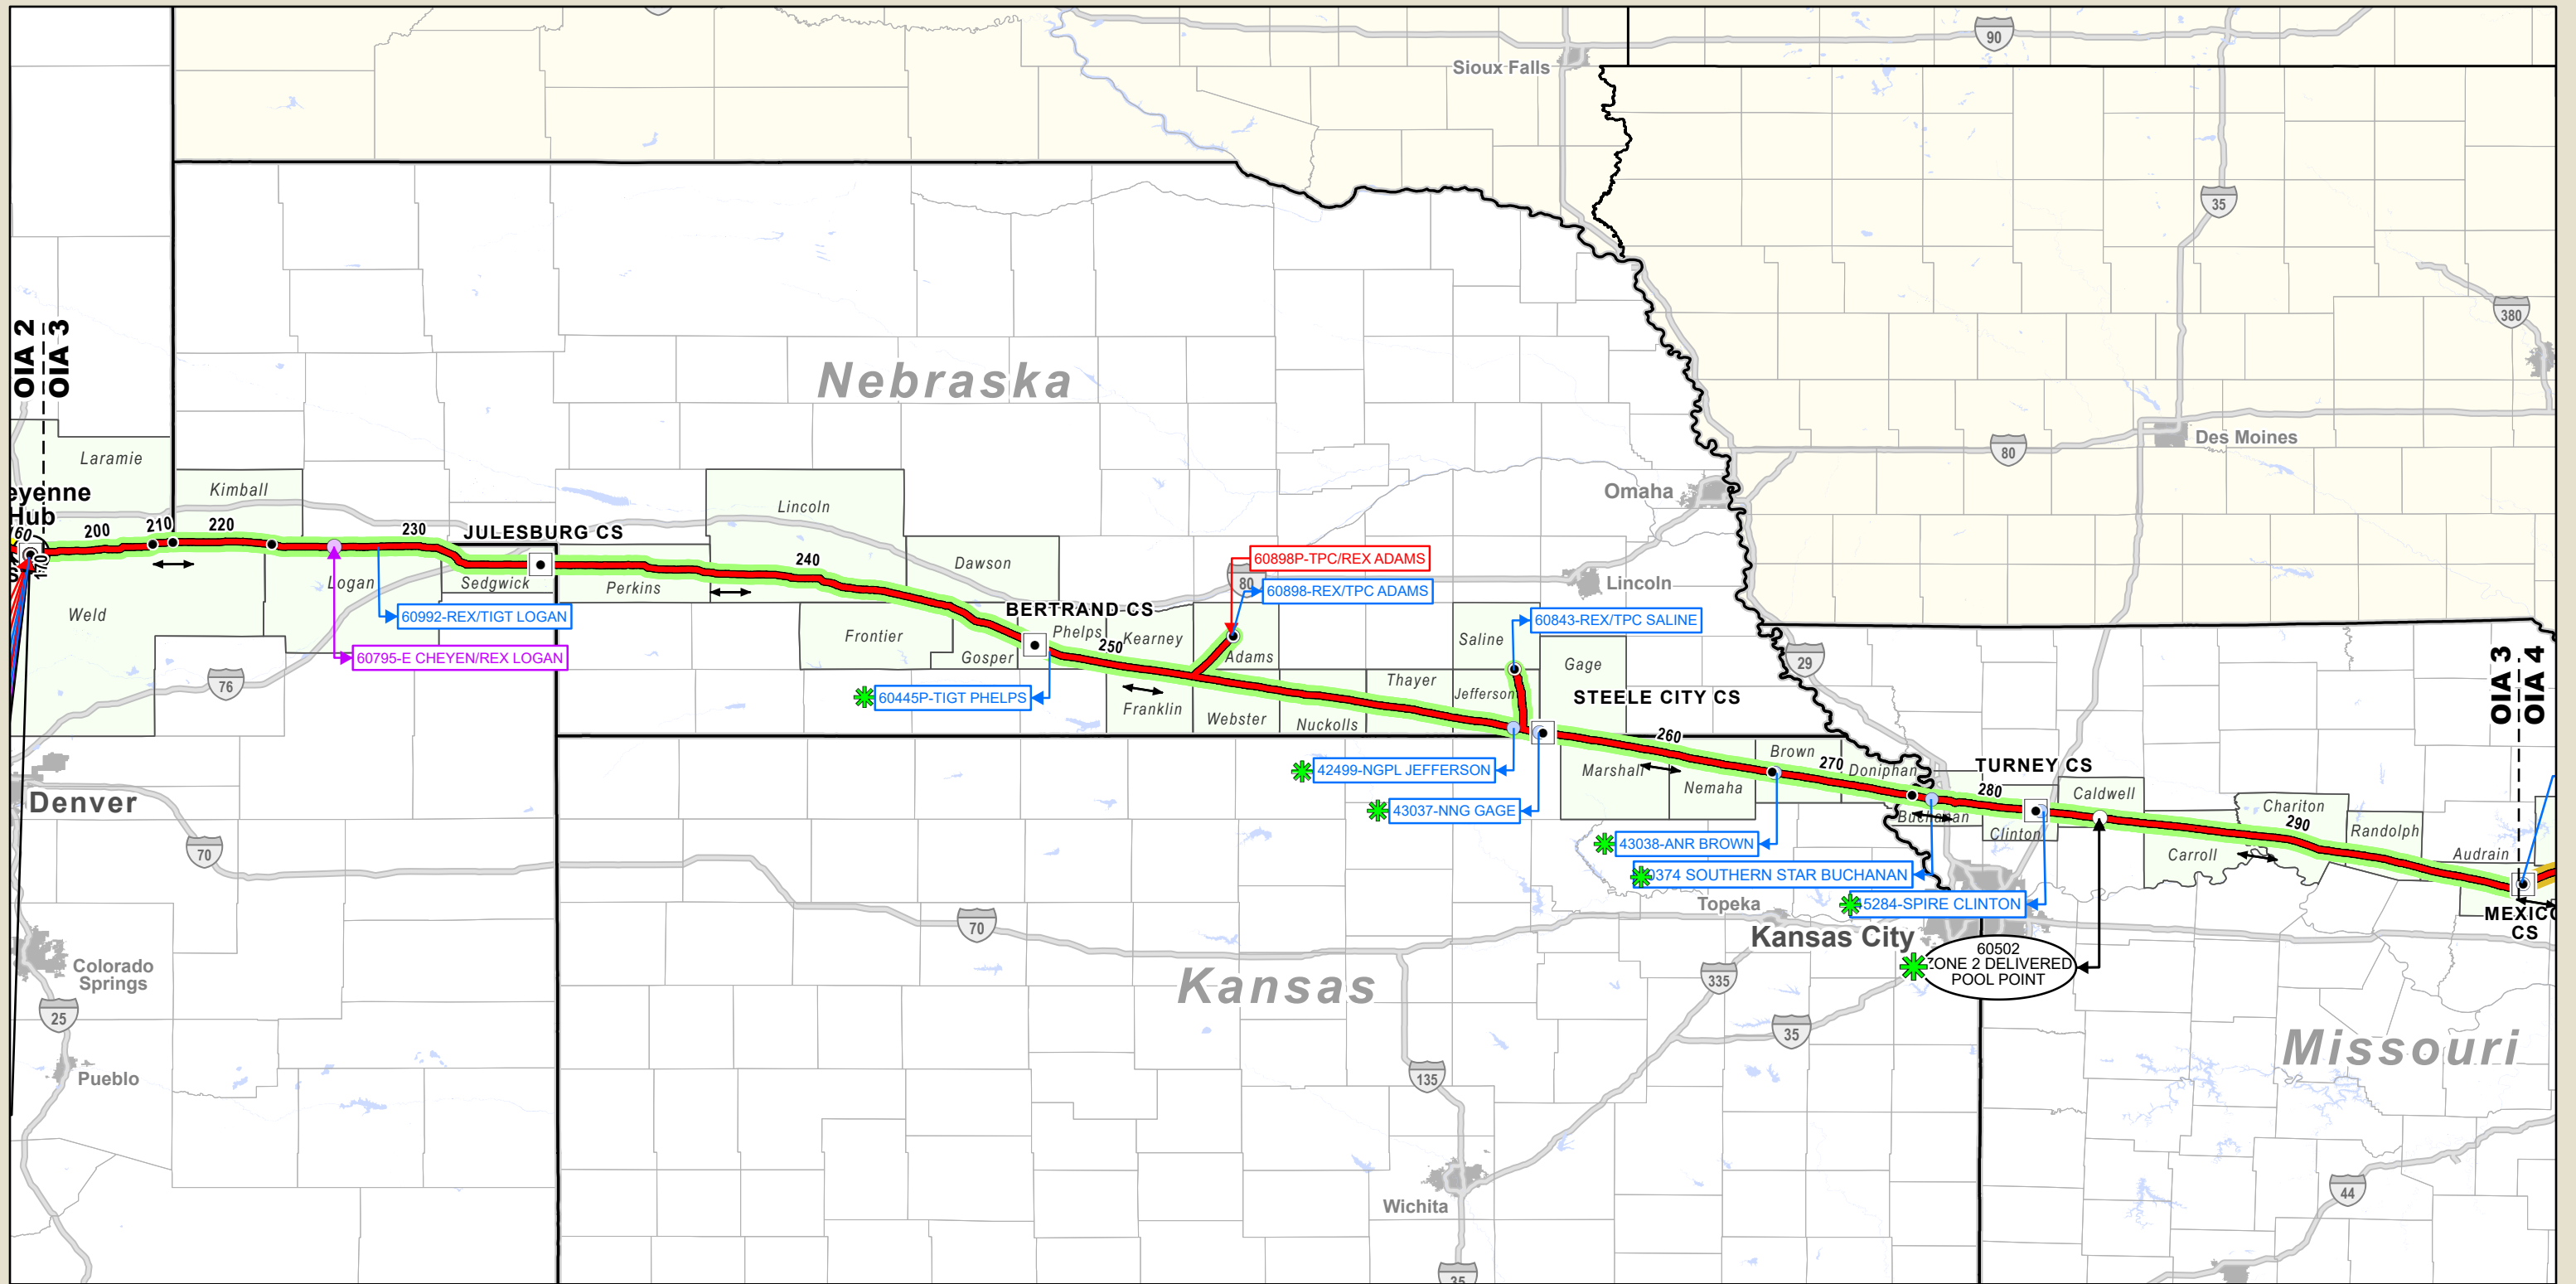 90
Sioux Falls
35
OIA 2
OIA 3
380
Nebraska
Des Moines
80
Laramie
Kimball
eyenne
Hub
Omaha
Lincoln
200
210
220
230
JULESBURG CS
760
170
240
Dawson
60898P-TPC/REX ADAMS
80
Lincoln
60898-REX/TPC ADAMS
Logan
Sedgwick
Perkins
Weld
60992-REX/TIGT LOGAN
BERTRAND CS
Phelps
Kearney
Frontier
250
Gosper
Adams
60843-REX/TPC SALINE
Saline
Gage
60795-E CHEYEN/REX LOGAN
29
OIA 3
OIA 4
76
60445P-TIGT PHELPS
Thayer
Jefferson
STEELE CITY CS
Franklin
Webster
Nuckolls
260
Brown
270
Doniphan
TURNEY CS
42499-NGPL JEFFERSON
Marshall
Nemaha
280
Caldwell
Denver
43037-NNG GAGE
Buchanan
Clinton
Chariton
290
Randolph
70
43038-ANR BROWN
Carroll
Audrain
0374 SOUTHERN STAR BUCHANAN
Topeka
5284-SPIRE CLINTON
MEXICO
CS
70
Kansas City
60502
ZONE 2 DELIVERED
POOL POINT
Colorado
Springs
Kansas
335
25
35
Missouri
Pueblo
135
44
Wichita
35